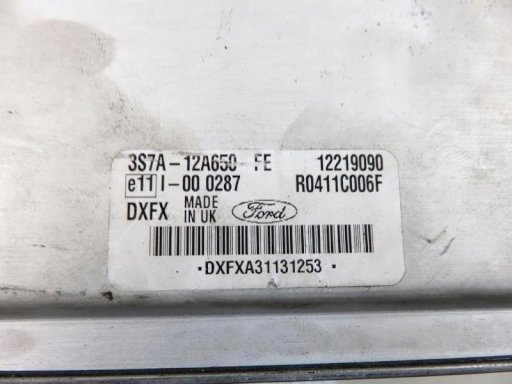 3S7A-12A650-FE 12219090
e11 I-00 0287 R0411C006F
DXFX MADE IN UK Ford
·DXFXA31131253·